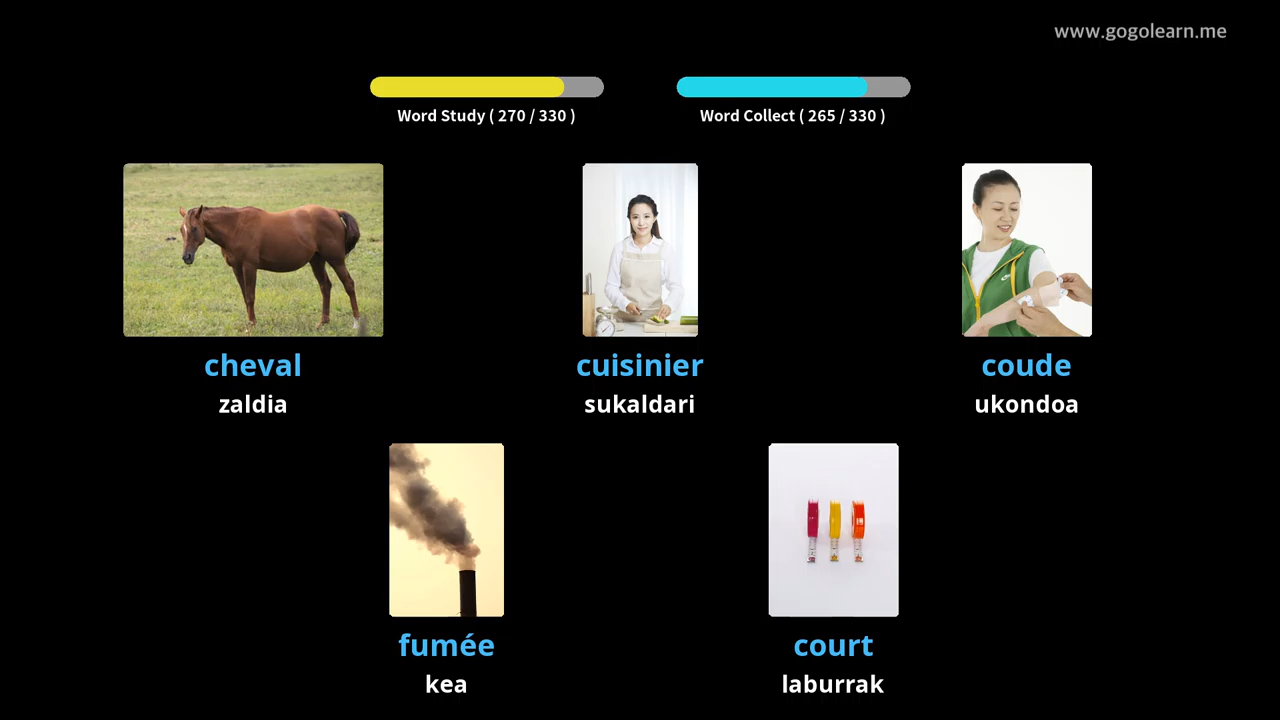 www.gogolearn.me
Word Study ( 270 / 330 )
Word Collect ( 265 / 330 )
cheval
zaldia
cuisinier
sukaldari
coude
ukondoa
fumée
kea
court
laburrak